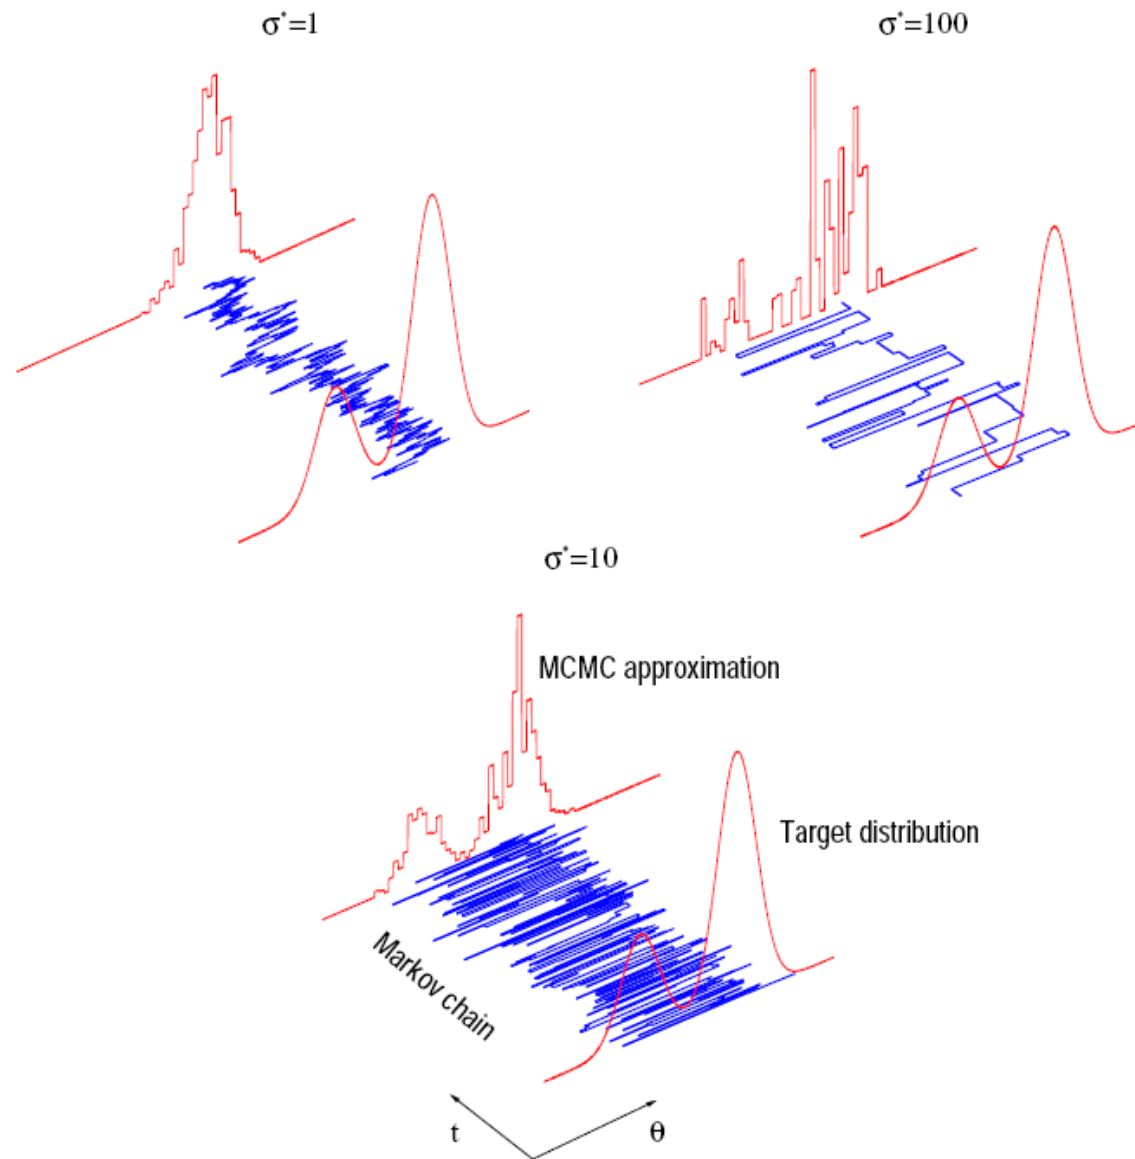 σ*=1
σ*=100
σ*=10
MCMC approximation
Target distribution
Markov chain
t
θ